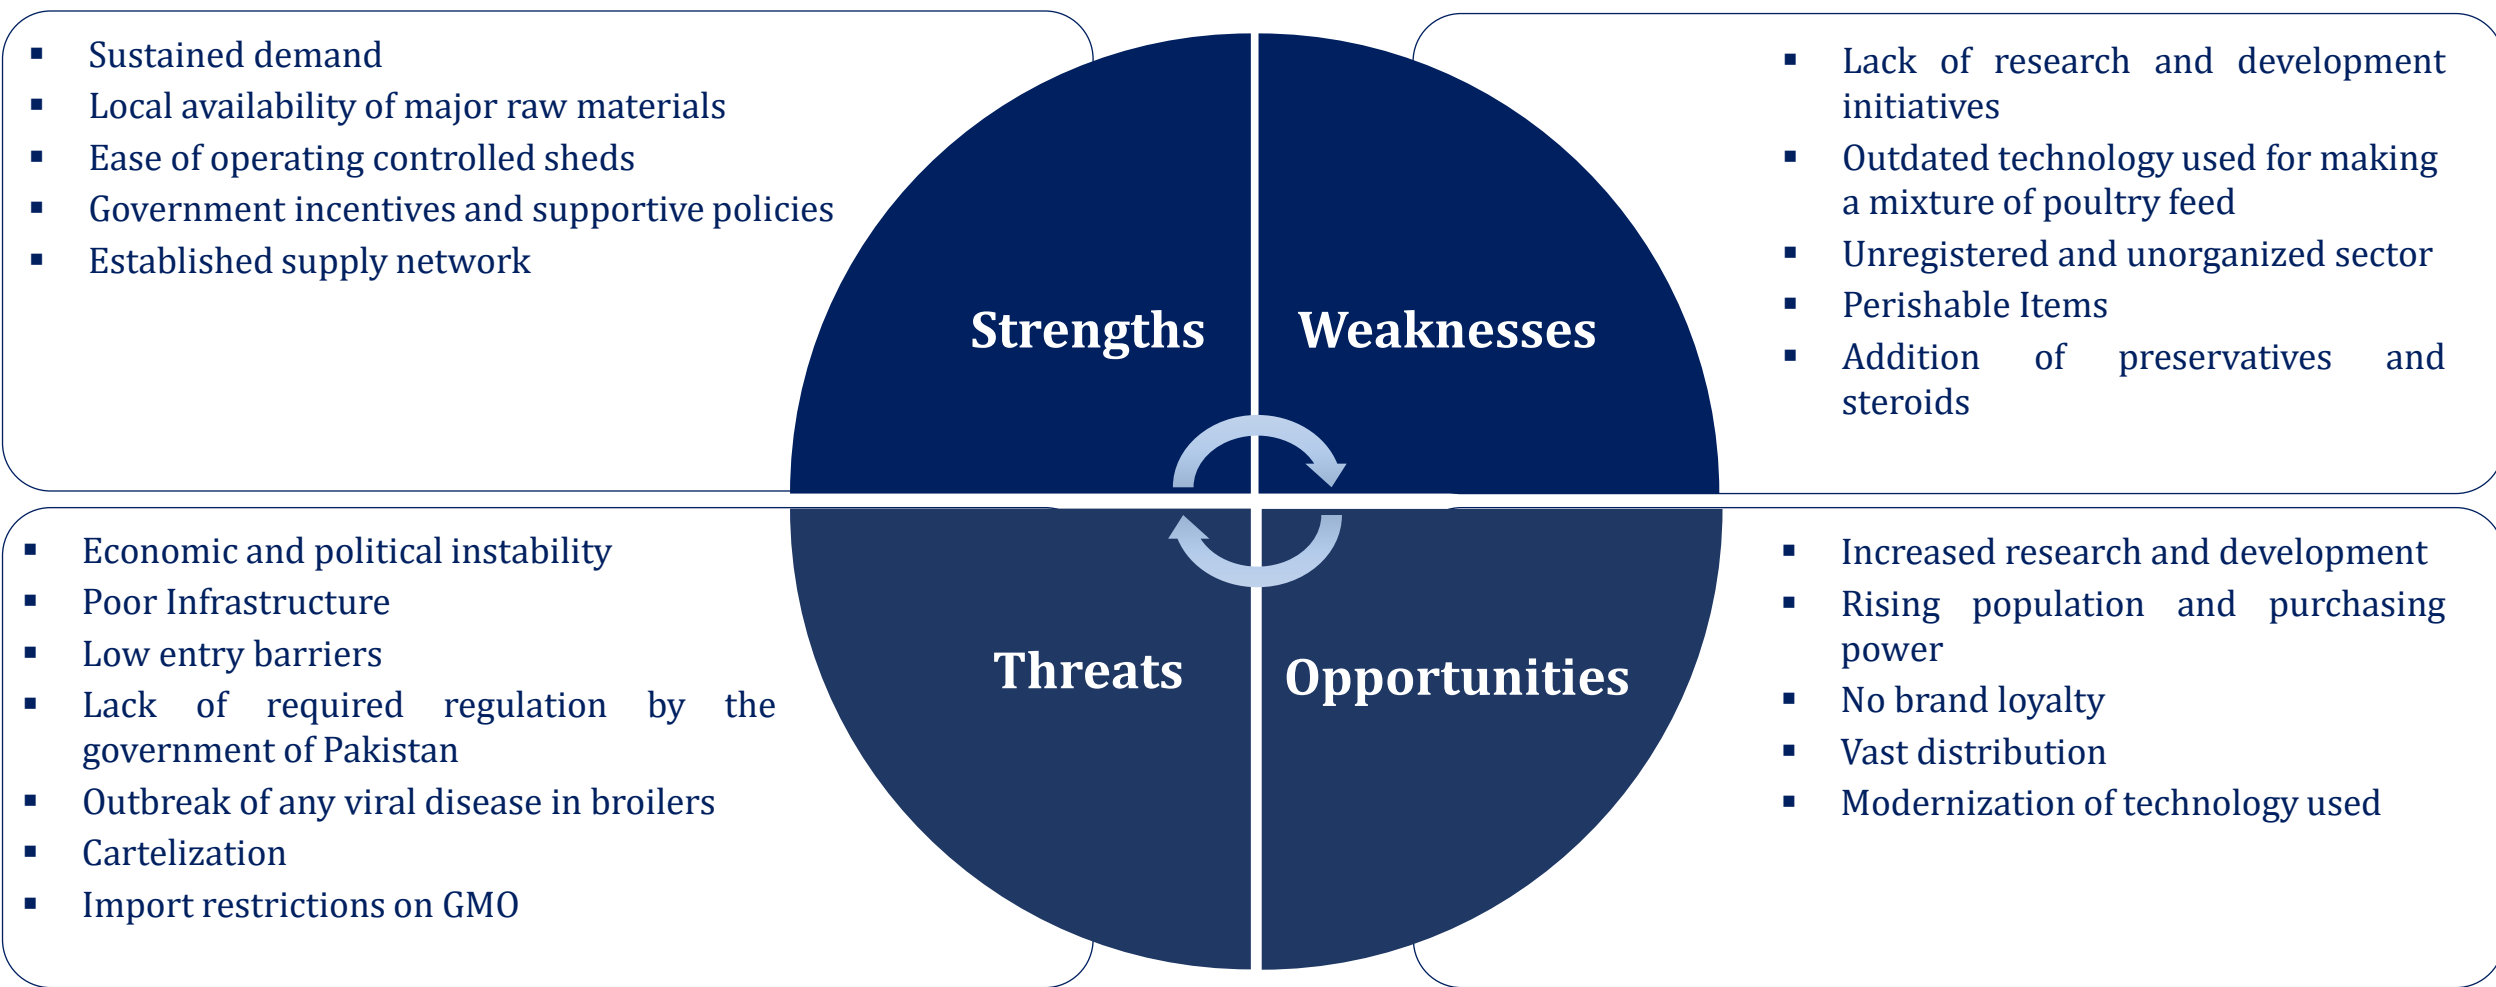 ▪ Sustained demand
▪ Local availability of major raw materials
▪ Ease of operating controlled sheds
▪ Government incentives and supportive policies
▪ Established supply network
Strengths
Weaknesses
▪ Lack of research and development
initiatives
▪ Outdated technology used for making
a mixture of poultry feed
▪ Unregistered and unorganized sector
▪ Perishable Items
▪ Addition of preservatives and
steroids
▪ Economic and political instability
▪ Poor Infrastructure
▪ Low entry barriers
▪ Lack of required regulation by the
government of Pakistan
▪ Outbreak of any viral disease in broilers
▪ Cartelization
▪ Import restrictions on GMO
Threats
Opportunities
▪ Increased research and development
▪ Rising population and purchasing
power
▪ No brand loyalty
▪ Vast distribution
▪ Modernization of technology used